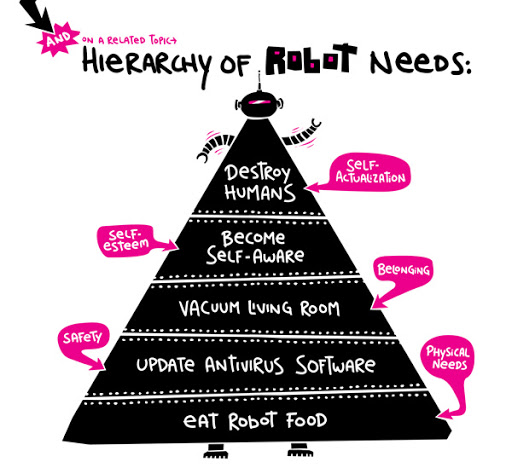 AND
ON A RELATED TOPIC
HIERARCHY OF ROBOT NEEDS:
DESTROY
HUMANS
SELF-
ACTUALIZATION
BECOME
SELF-AWARE
SELF-
ESTEEM
VACUUM LIVING ROOM
BELONGING
UPDATE ANTIVIRUS SOFTWARE
SAFETY
EAT ROBOT FOOD
PHYSICAL
NEEDS